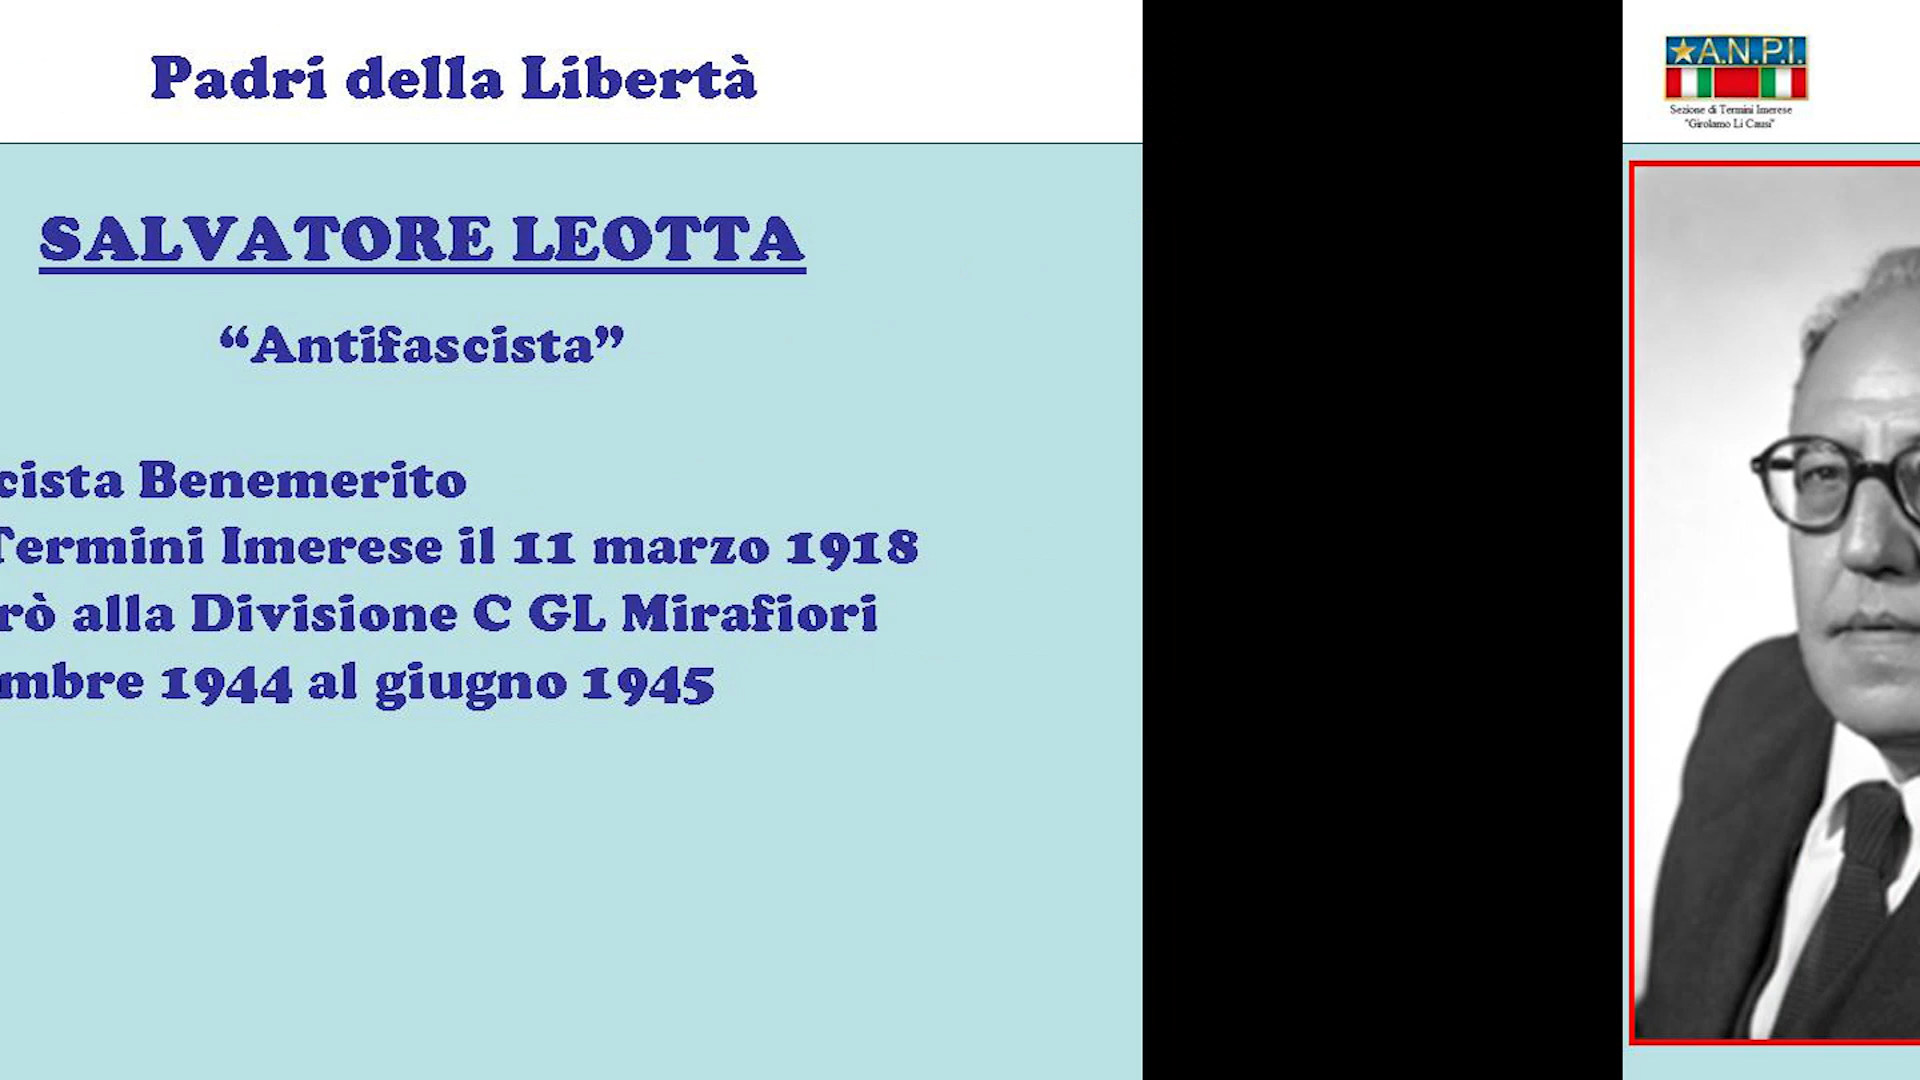 Padri della Libertà
SALVATORE LEOTTA
“Antifascista”
cista Benemerito
Termini Imerese il 11 marzo 1918
rò alla Divisione C GL Mirafiori
mbre 1944 al giugno 1945
A.N.P.I.
Sezione di Termini Imerese
"Girolamo Li Causi"